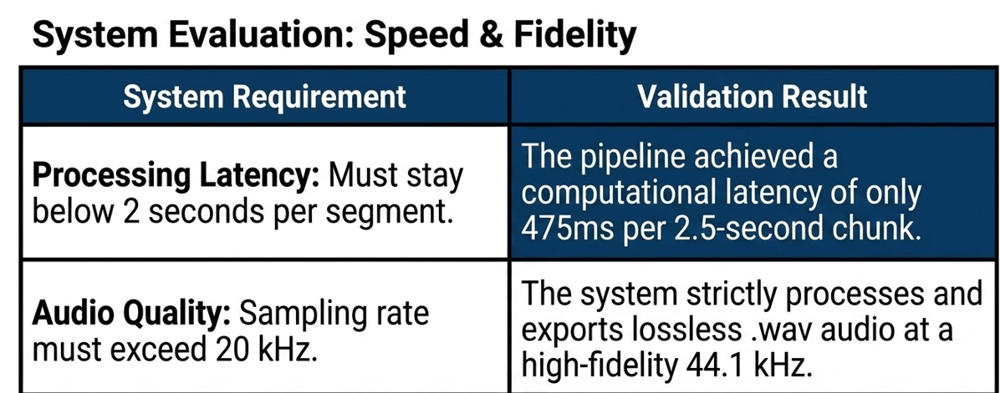 System Evaluation: Speed & Fidelity
System Requirement
Validation Result
Processing Latency: Must stay
below 2 seconds per segment.
The pipeline achieved a
computational latency of only
475ms per 2.5-second chunk.
Audio Quality: Sampling rate
must exceed 20 kHz.
The system strictly processes and
exports lossless .wav audio at a
high-fidelity 44.1 kHz.